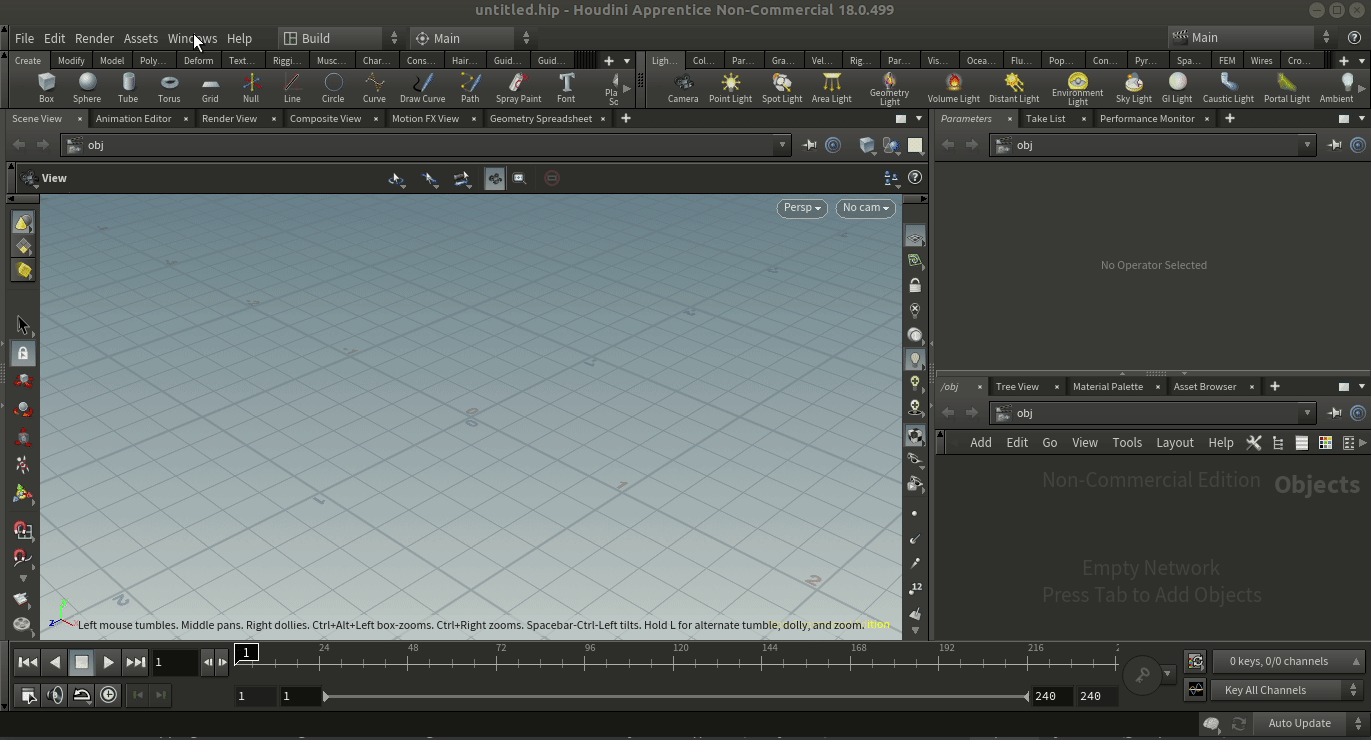 untitled.hip - Houdini Apprentice Non-Commercial 18.0.499
File Edit Render Assets Windows Help Build Main Main
Create Modify Model Poly... Deform Text... Riggi... Musc... Char... Cons... Hair... Guid... Guid... Ligh... Col... Par... Gra... Vel... Rig... Par... Vis... Ocea... Flu... Pop... Con... Pyr... Spa... FEM Wires Cro...
Box Sphere Tube Torus Grid Null Line Circle Curve Draw Curve Path Spray Paint Font Pla Sc Camera Point Light Spot Light Area Light Geometry Light Volume Light Distant Light Environment Light Sky Light GI Light Caustic Light Portal Light Ambient
Scene View Animation Editor Render View Composite View Motion FX View Geometry Spreadsheet Parameters Take List Performance Monitor
obj obj
View
Persp No cam
No Operator Selected
/obj Tree View Material Palette Asset Browser
obj
Add Edit Go View Tools Layout Help
Non-Commercial Edition Objects
Empty Network
Press Tab to Add Objects
1
2
12
Left mouse tumbles. Middle pans. Right dollies. Ctrl+Alt+Left box-zooms. Ctrl+Right zooms. Spacebar-Ctrl-Left tilts. Hold L for alternate tumble, dolly, and zoom.
1 1 24 48 72 96 120 144 168 192 216 2
0 keys, 0/0 channels
1 1 240 240 Key All Channels
Auto Update